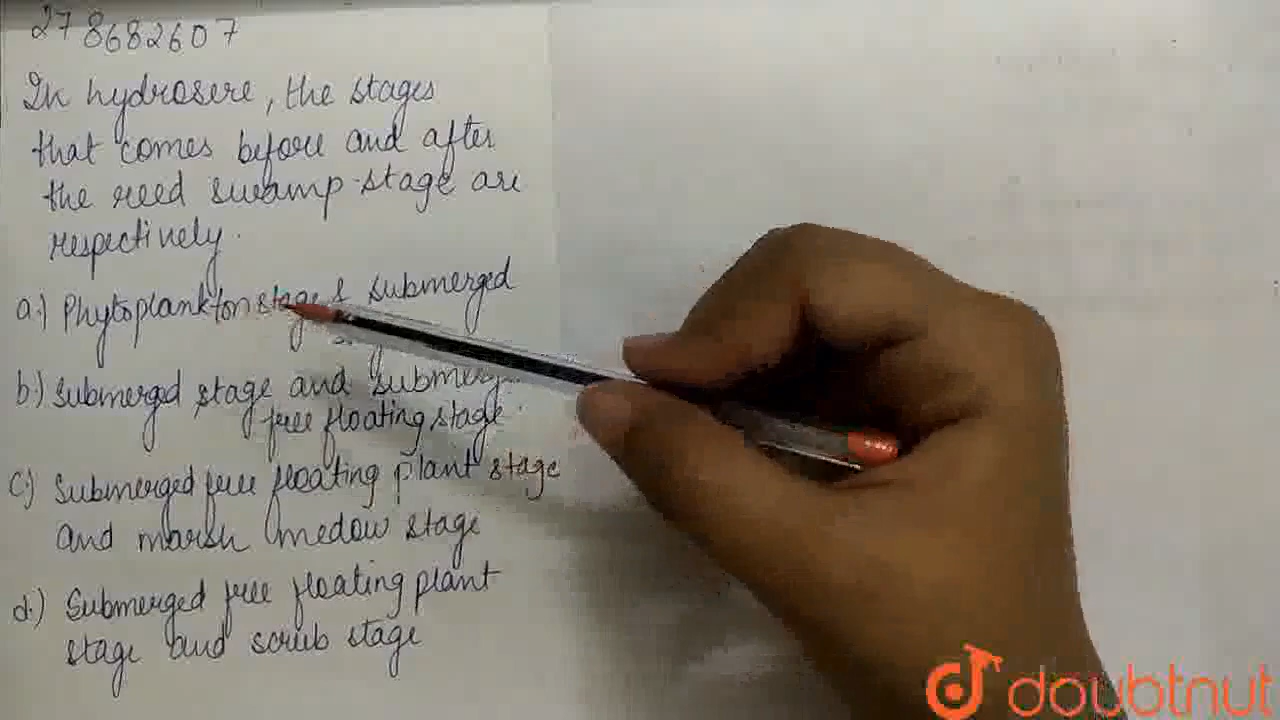 278682607
In hydrosere, the stages
that comes before and after
the reed swamp stage are
respectively.
a.) Phytoplankton stage & submerged
b.) Submerged stage and submerg
free floating stage.
c.) Submerged free floating plant stage
and marsh medow stage
d.) Submerged free floating plant
stage and scrub stage
doubtnut